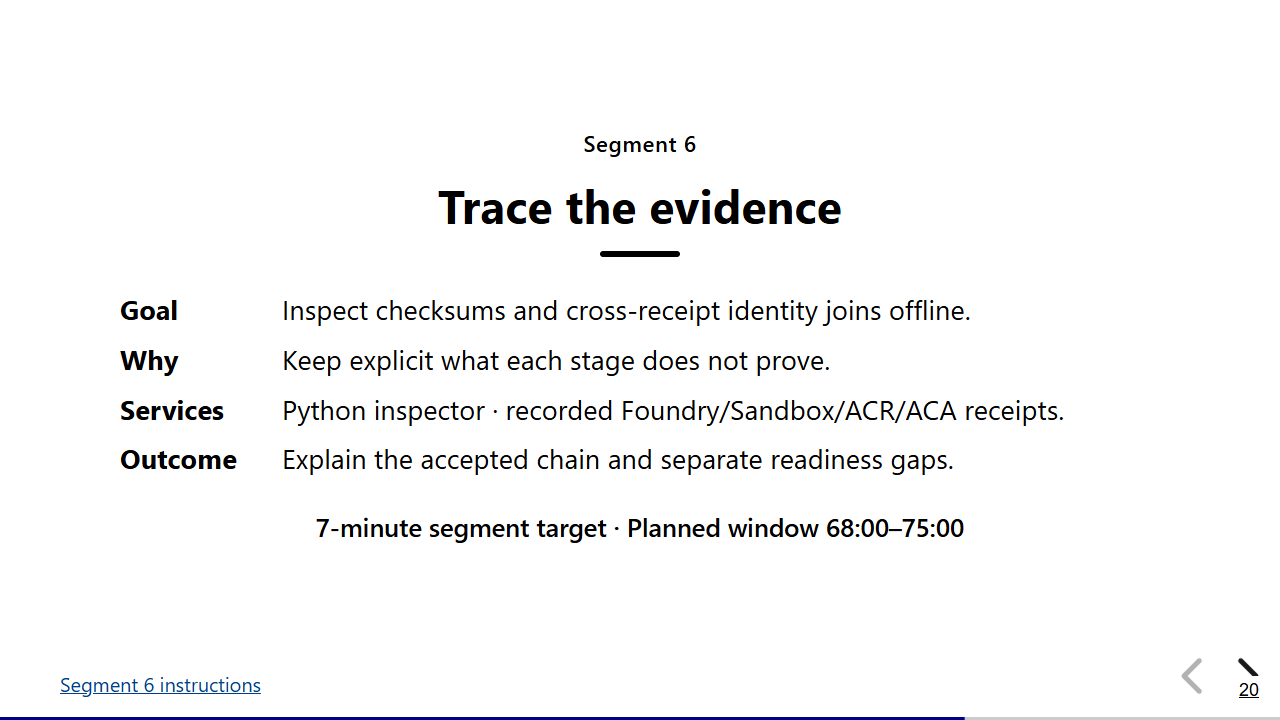 Segment 6
Trace the evidence
Goal Inspect checksums and cross-receipt identity joins offline.
Why Keep explicit what each stage does not prove.
Services Python inspector · recorded Foundry/Sandbox/ACR/ACA receipts.
Outcome Explain the accepted chain and separate readiness gaps.
7-minute segment target · Planned window 68:00–75:00
Segment 6 instructions
20